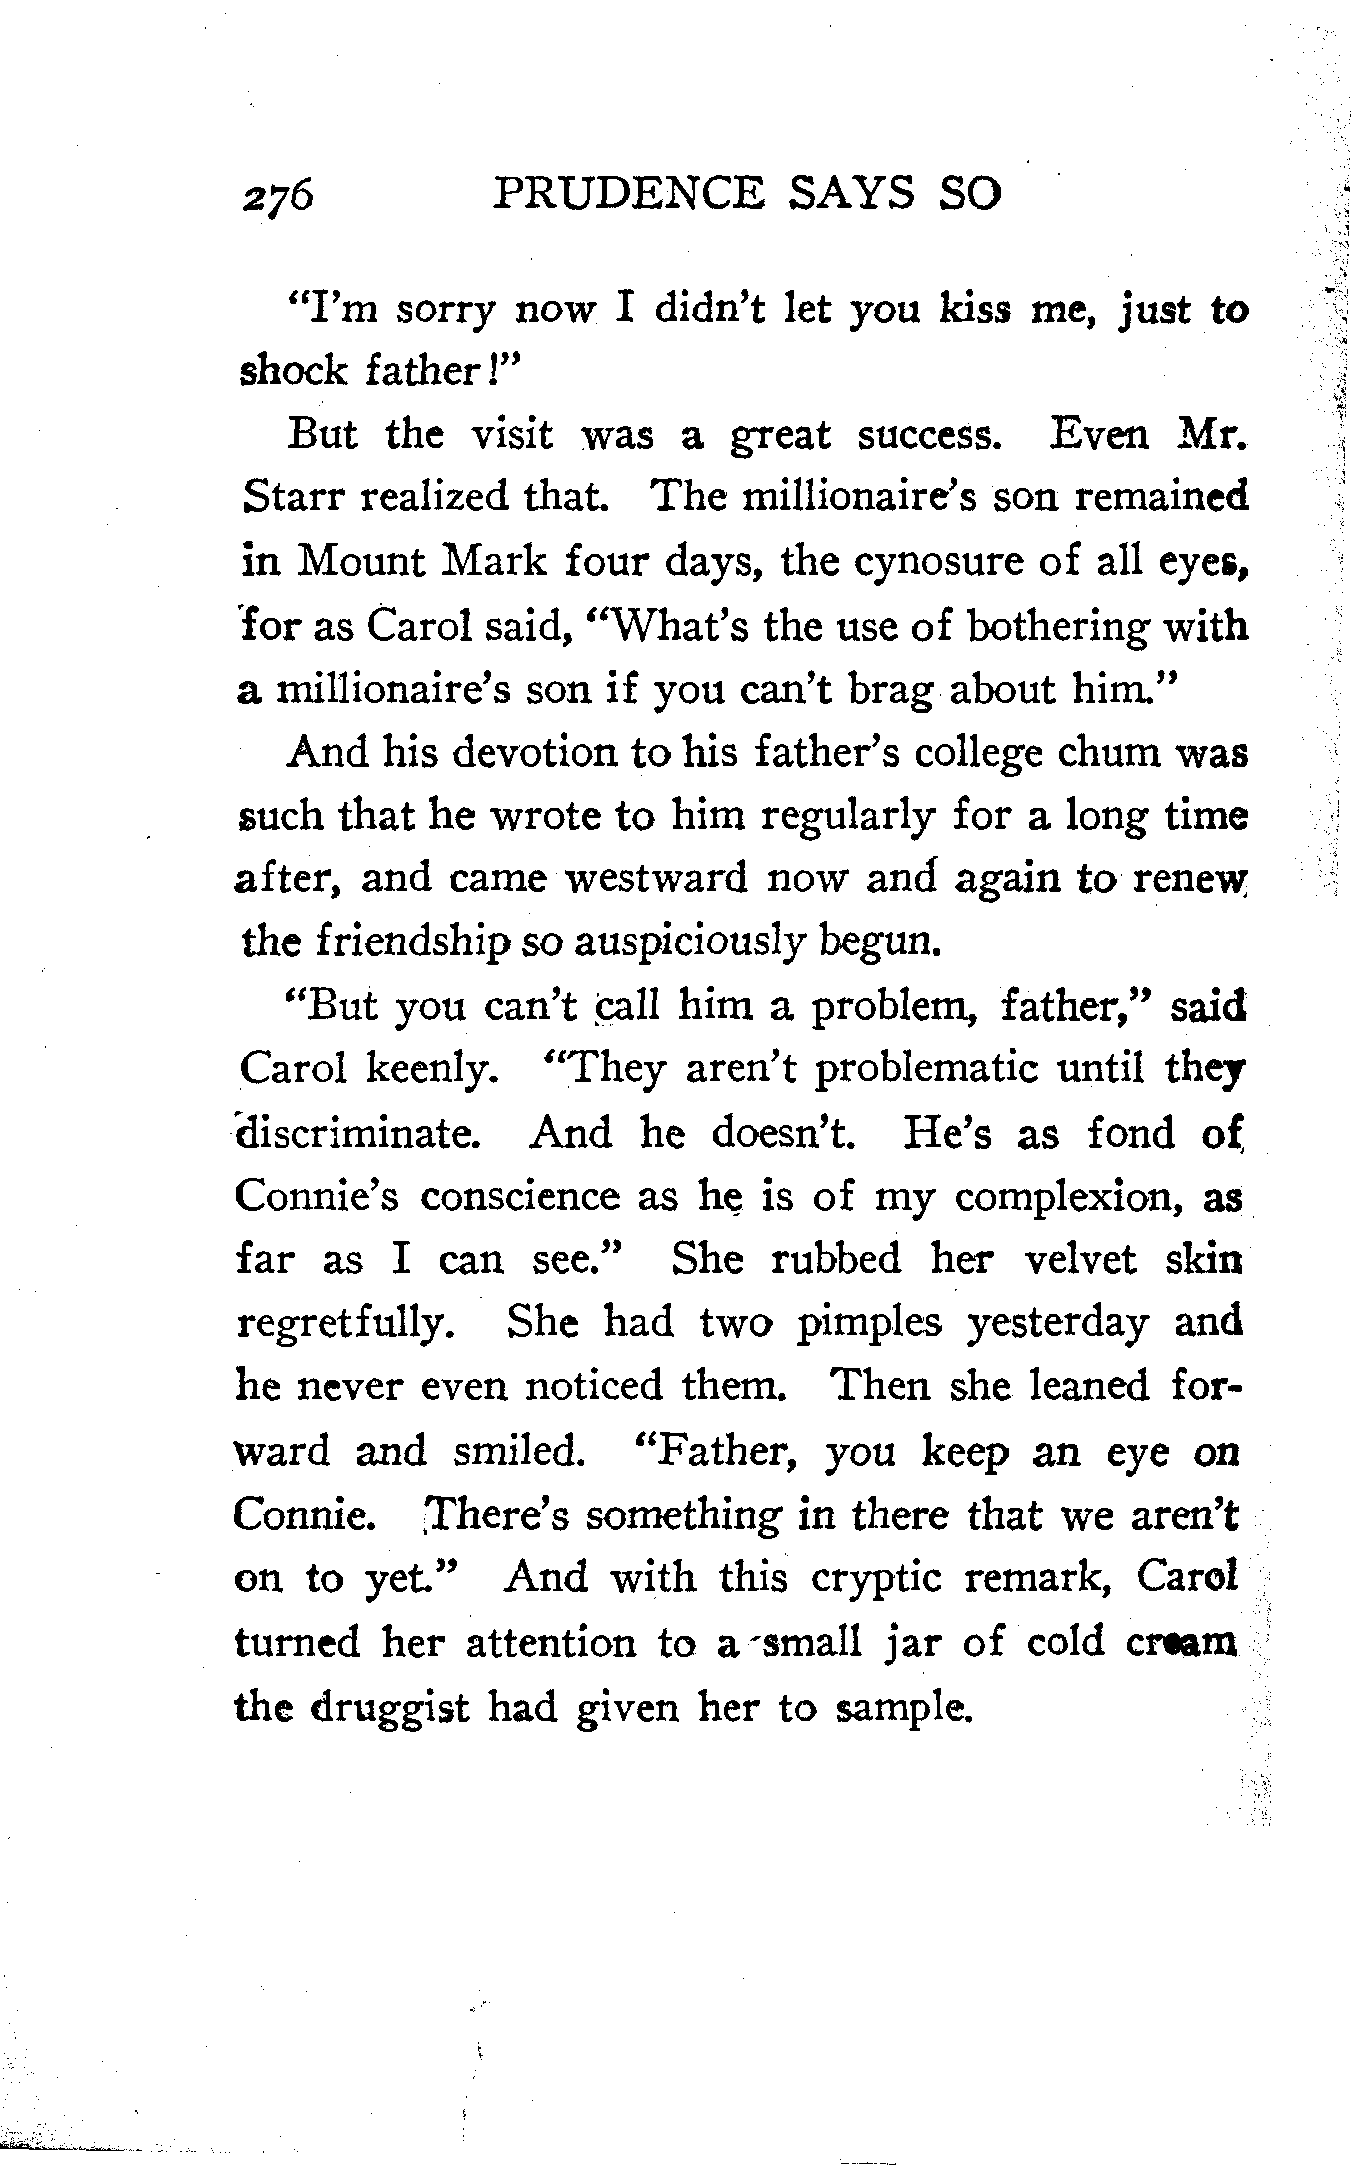 276 PRUDENCE SAYS SO
"I'm sorry now I didn't let you kiss me, just to
shock father!"
But the visit was a great success. Even Mr.
Starr realized that. The millionaire's son remained
in Mount Mark four days, the cynosure of all eyes,
for as Carol said, "What's the use of bothering with
a millionaire's son if you can't brag about him."
And his devotion to his father's college chum was
such that he wrote to him regularly for a long time
after, and came westward now and again to renew
the friendship so auspiciously begun.
"But you can't call him a problem, father," said
Carol keenly. "They aren't problematic until they
discriminate. And he doesn't. He's as fond of
Connie's conscience as he is of my complexion, as
far as I can see." She rubbed her velvet skin
regretfully. She had two pimples yesterday and
he never even noticed them. Then she leaned for-
ward and smiled. "Father, you keep an eye on
Connie. There's something in there that we aren't
on to yet." And with this cryptic remark, Carol
turned her attention to a small jar of cold cream
the druggist had given her to sample.